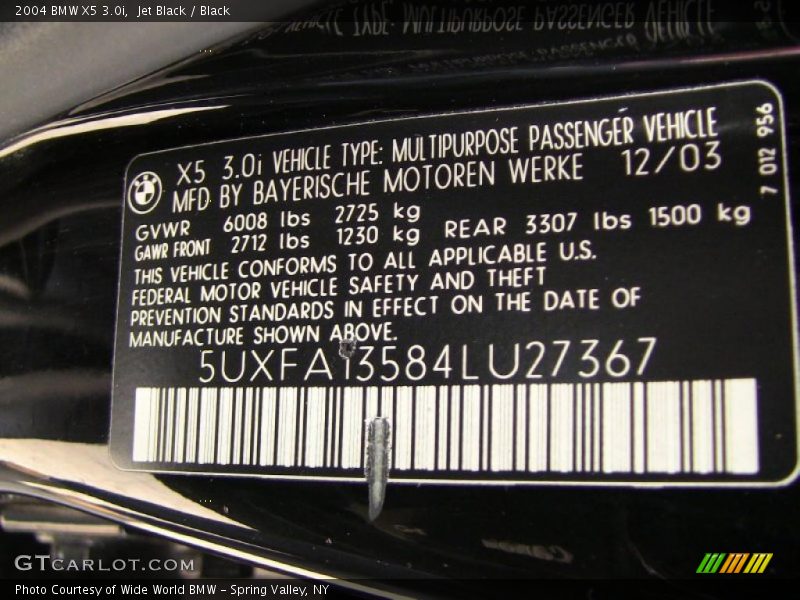 2004 BMW X5 3.0i, Jet Black / Black
X5 3.0i VEHICLE TYPE: MULTIPURPOSE PASSENGER VEHICLE
MFD BY BAYERISCHE MOTOREN WERKE 12/03
7 012 956
GVWR 6008 lbs 2725 kg
GAWR FRONT 2712 lbs 1230 kg REAR 3307 lbs 1500 kg
THIS VEHICLE CONFORMS TO ALL APPLICABLE U.S.
FEDERAL MOTOR VEHICLE SAFETY AND THEFT
PREVENTION STANDARDS IN EFFECT ON THE DATE OF
MANUFACTURE SHOWN ABOVE.
5UXFA13584LU27367
GTCARLOT.COM
Photo Courtesy of Wide World BMW - Spring Valley, NY